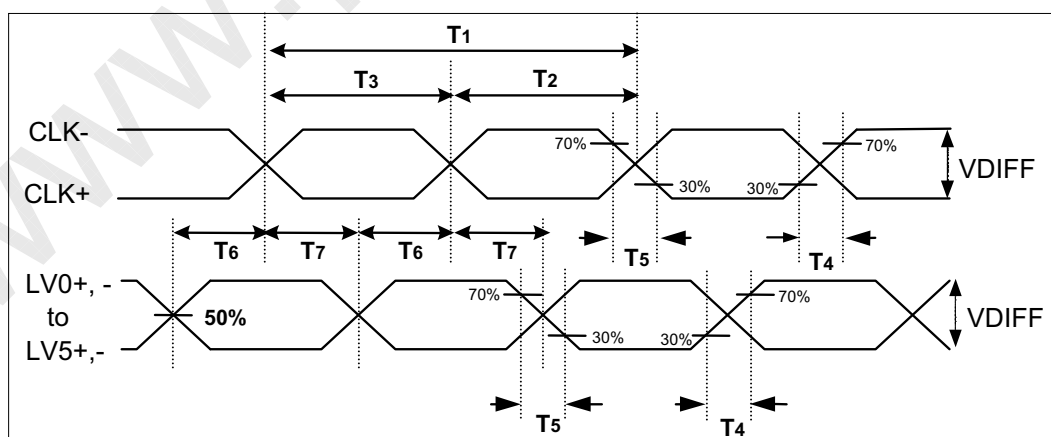 T1
T3 T2
CLK-
70% 70%
VDIFF
CLK+
30% 30%
T6 T7 T6 T7
T5 T4
LV0+, -
70% 70%
to
50%
VDIFF
LV5+,-
30% 30%
T5 T4